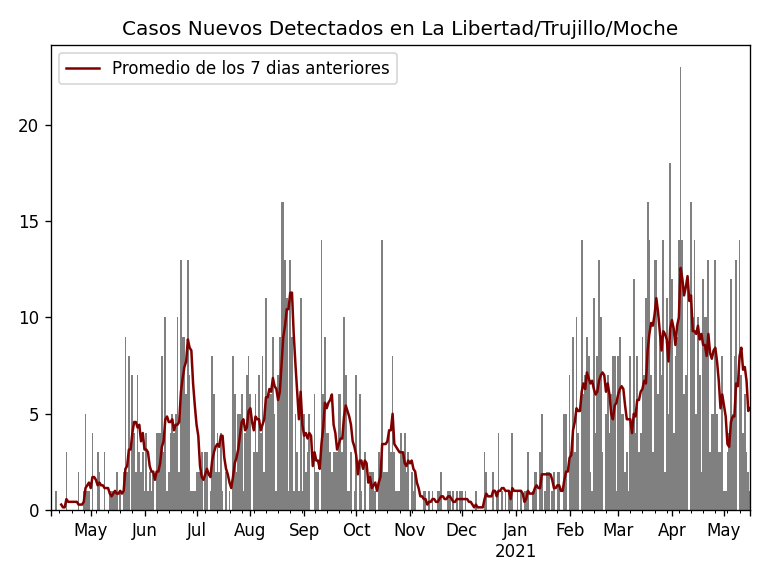 Casos Nuevos Detectados en La Libertad/Trujillo/Moche
Promedio de los 7 dias anteriores
20
15
10
5
0
May Jun Jul Aug Sep Oct Nov Dec Jan Feb Mar Apr May
2021